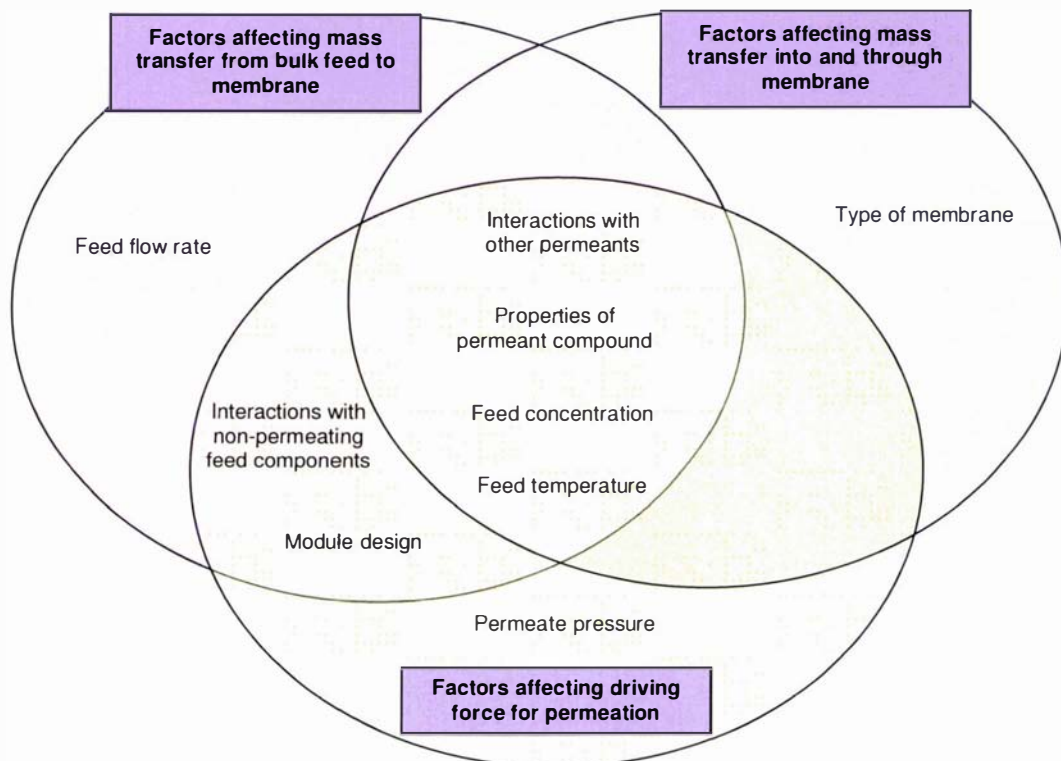 Factors affecting mass
transfer from bulk feed to
membrane
Factors affecting mass
transfer into and through
membrane
Feed flow rate
Interactions with
other permeants
Type of membrane
Properties of
permeant compound
Interactions with
non-permeating
feed components
Feed concentration
Feed temperature
Module design
Permeate pressure
Factors affecting driving
force for permeation